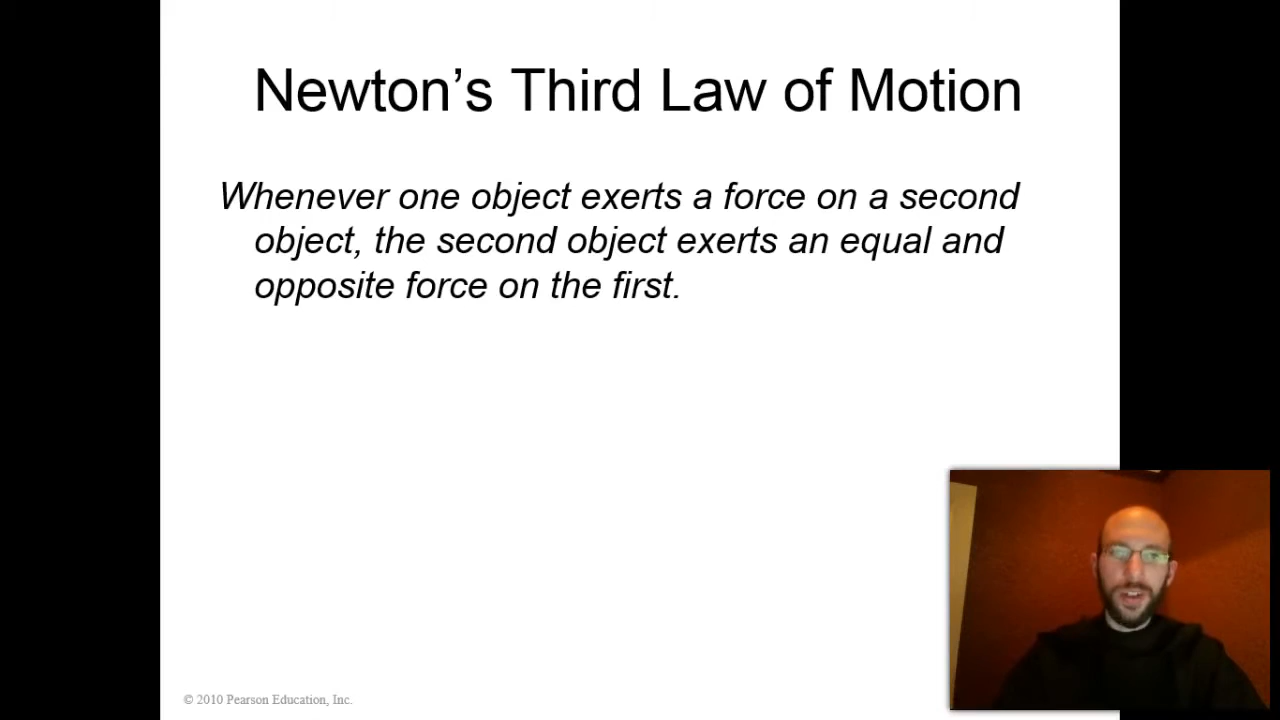 Newton’s Third Law of Motion
Whenever one object exerts a force on a second
object, the second object exerts an equal and
opposite force on the first.
© 2010 Pearson Education, Inc.